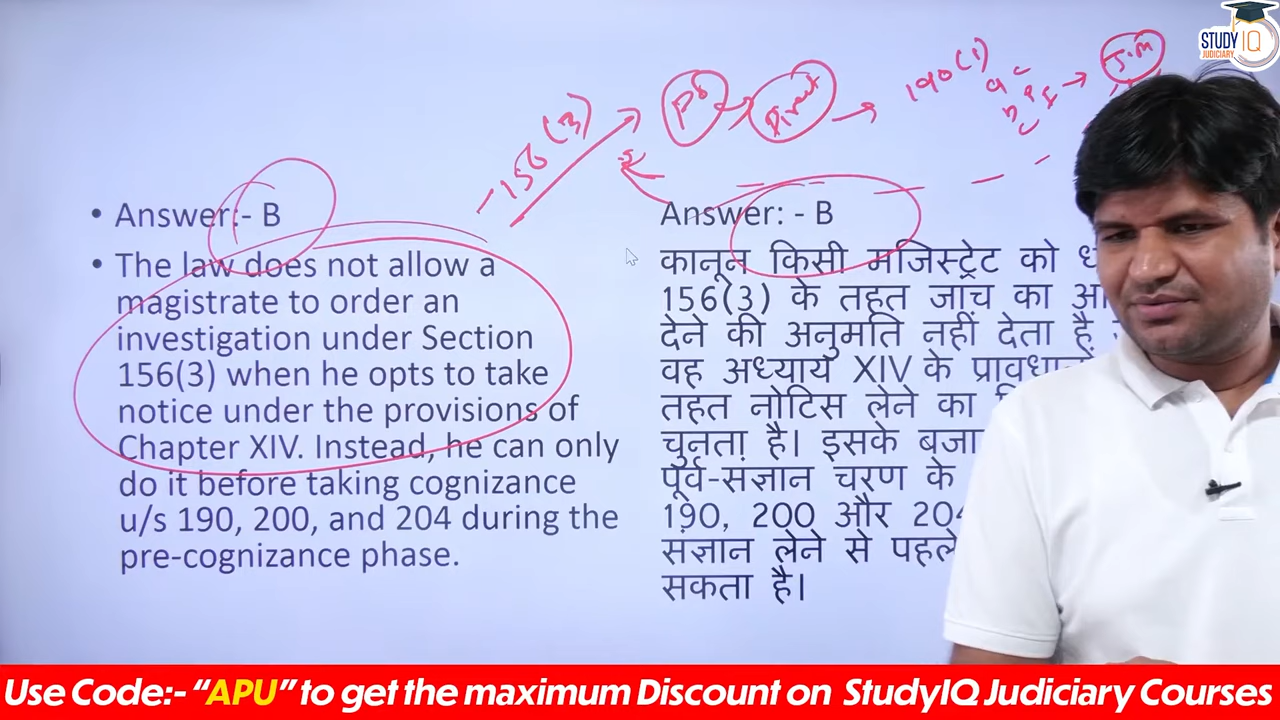 STUDY IQ
JUDICIARY
J.M
190(1)
a
b
c
156(3)
Direct
• Answer:- B
• The law does not allow a
magistrate to order an
investigation under Section
156(3) when he opts to take
notice under the provisions of
Chapter XIV. Instead, he can only
do it before taking cognizance
u/s 190, 200, and 204 during the
pre-cognizance phase.
Answer: - B
कानून किसी मजिस्ट्रेट को
156(3) के तहत जांच का
देने की अनुमति नहीं देता है
वह अध्याय XIV के
तहत नोटिस लेने का
चुनता है। इसके
पूर्व-संज्ञान चरण के
190, 200 और 204
संज्ञान लेने से पहले
सकता है।
Use Code:- “APU” to get the maximum Discount on StudyIQ Judiciary Courses